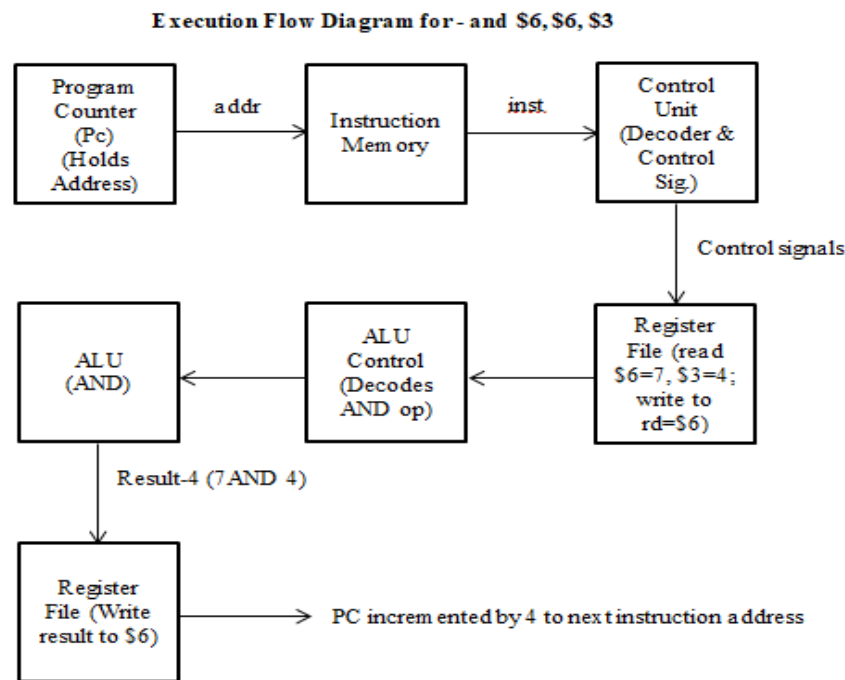 Execution Flow Diagram for - and $6, $6, $3
Program
Counter
(Pc)
(Holds
Address)
addr
Instruction
Memory
inst
Control
Unit
(Decoder &
Control
Sig.)
Control signals
Register
File (read
$6=7, $3=4;
write to
rd=$6)
ALU
Control
(Decodes
AND op)
ALU
(AND)
Result-4 (7AND 4)
Register
File (Write
result to $6)
PC incremented by 4 to next instruction address